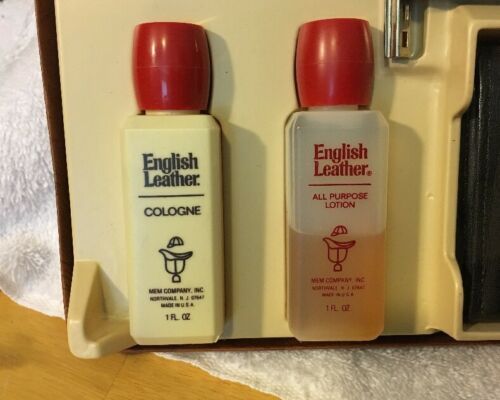 English
Leather.
COLOGNE
MEM COMPANY, INC.
NORTHVALE, N. J. 07647
MADE IN U.S.A.
1 FL. OZ
English
Leather®
ALL PURPOSE
LOTION
MEM COMPANY, INC.
NORTHVALE, N. J. 07647
MADE IN U.S.A.
1 FL. OZ